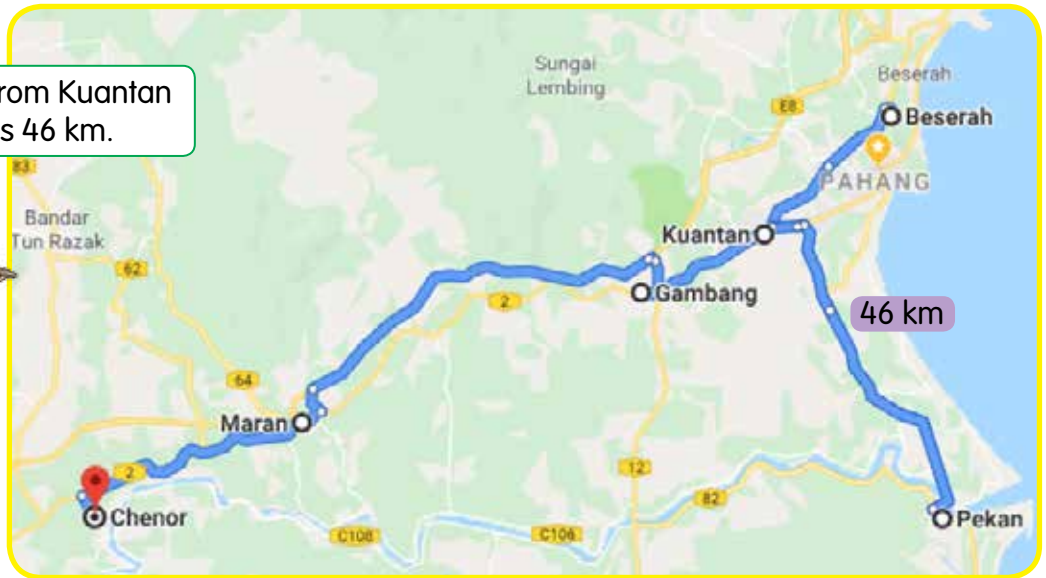 rom Kuantan
s 46 km.
Sungai
Lembing
Beserah
E8
Beserah
PAHANG
83
Bandar
Tun Razak
Kuantan
62
Gambang
2
46 km
64
Maran
2
12
82
Chenor
C108
C106
Pekan